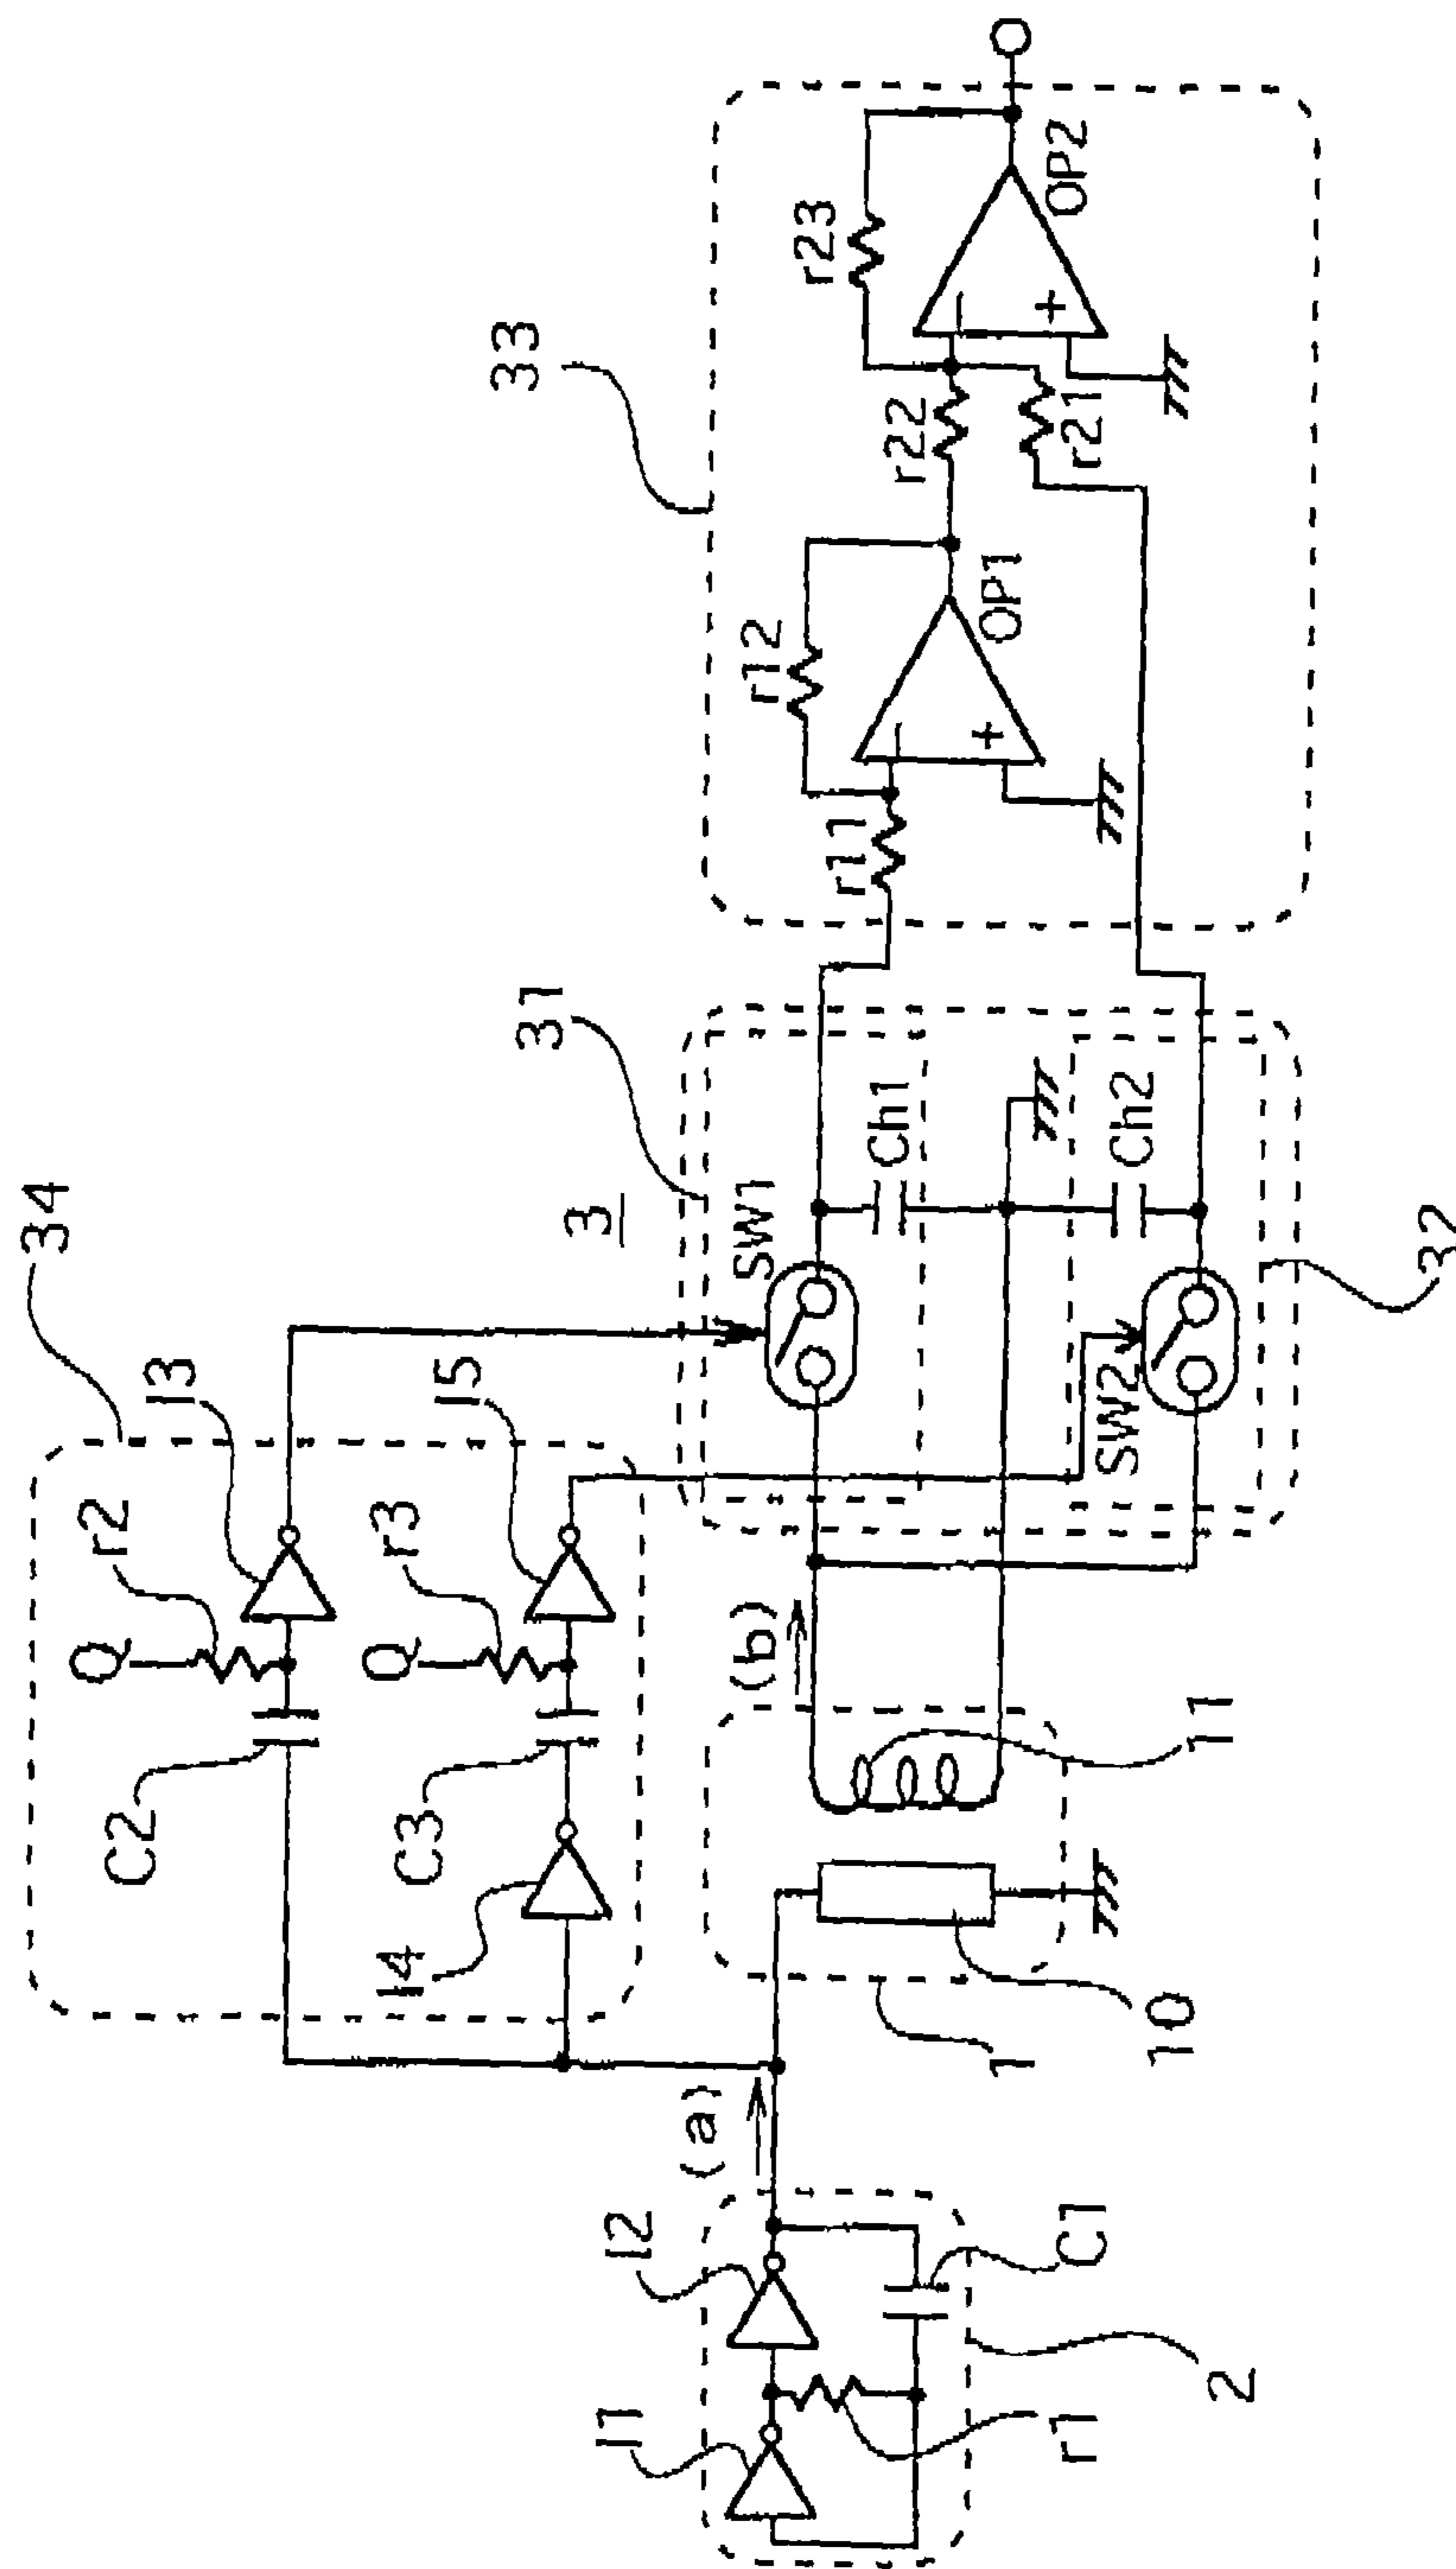 34
C2
r2
I3
I4
C3
Q
r3
Q
I5
3
31
33
I1
I2
(a)
(b)
SW1
Ch1
r11
r12
OP1
r22
r23
OP2
r21
r1
C1
2
1
10
11
SW2
Ch2
32
+
+
−
−